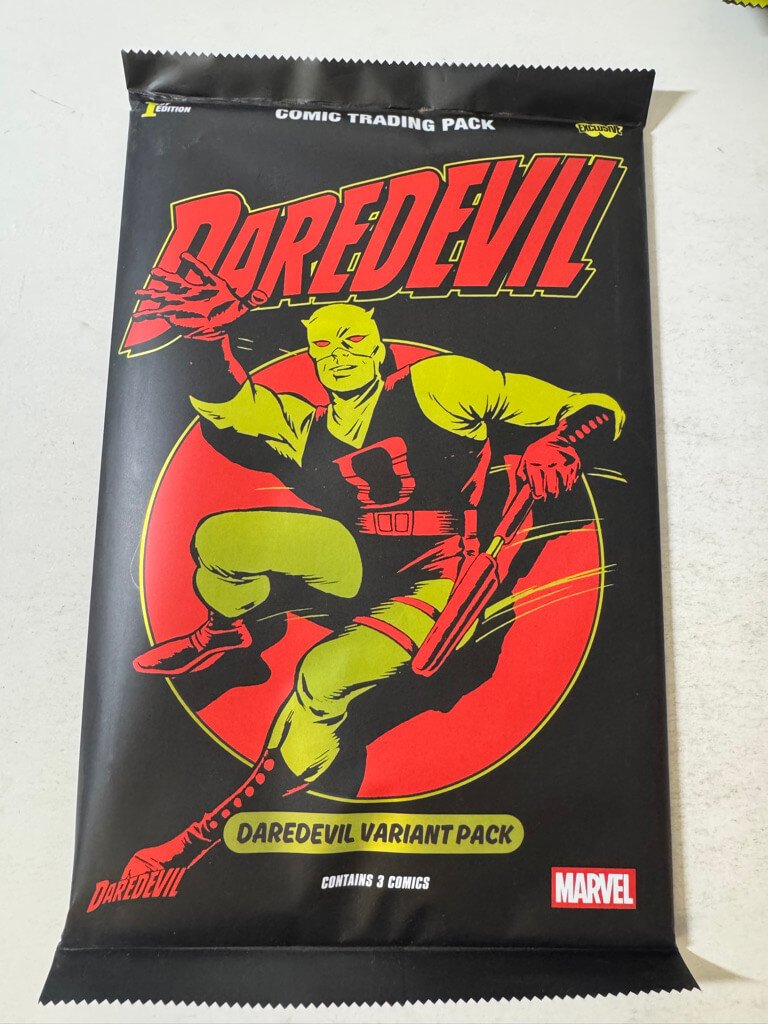 1ST EDITION
COMIC TRADING PACK
EXCLUSIVE
DAREDEVIL
DAREDEVIL VARIANT PACK
CONTAINS 3 COMICS
DAREDEVIL
MARVEL